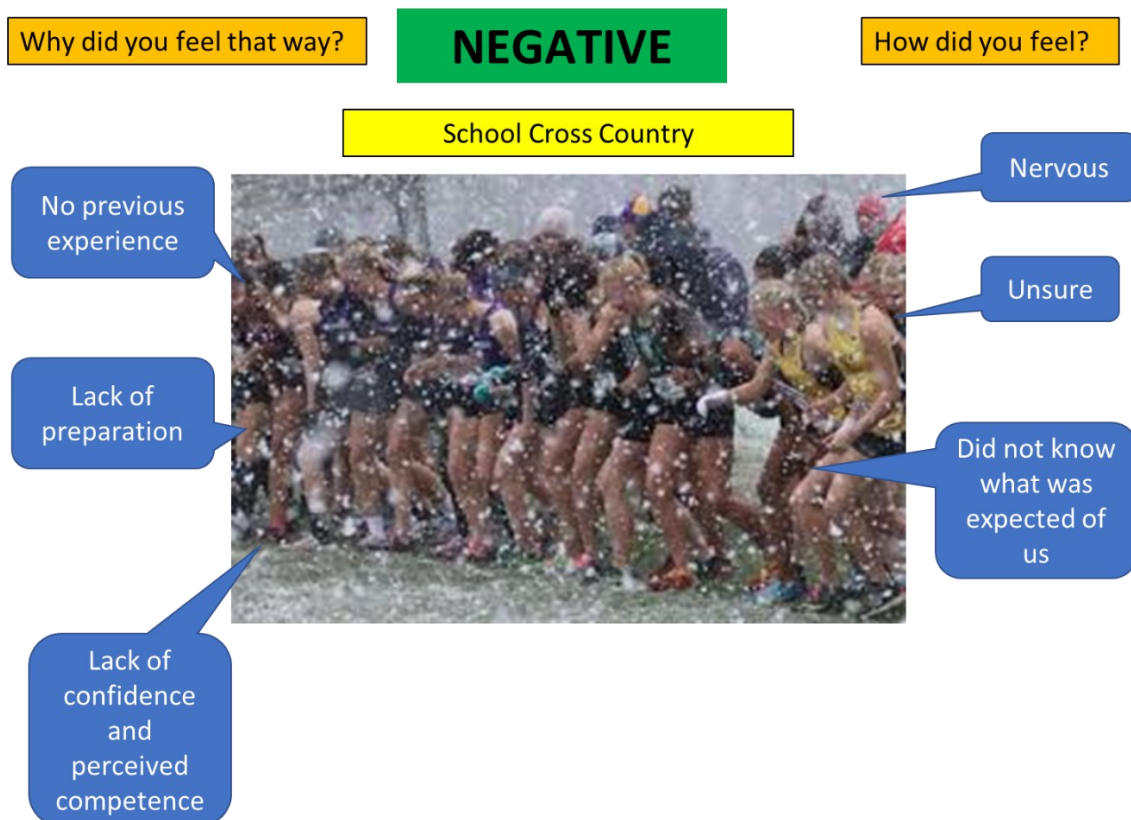 Why did you feel that way?
NEGATIVE
How did you feel?
School Cross Country
No previous
experience
Lack of
preparation
Lack of
confidence
and
perceived
competence
Nervous
Unsure
Did not know
what was
expected of
us